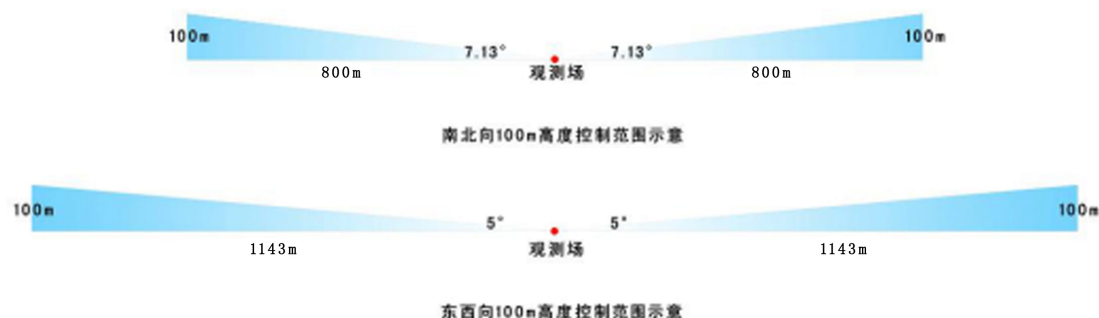 100m 7.13° 7.13° 100m
800m 观测场 800m
南北向100m高度控制范围示意
100m 5° 5° 100m
1143m 观测场 1143m
东西向100m高度控制范围示意